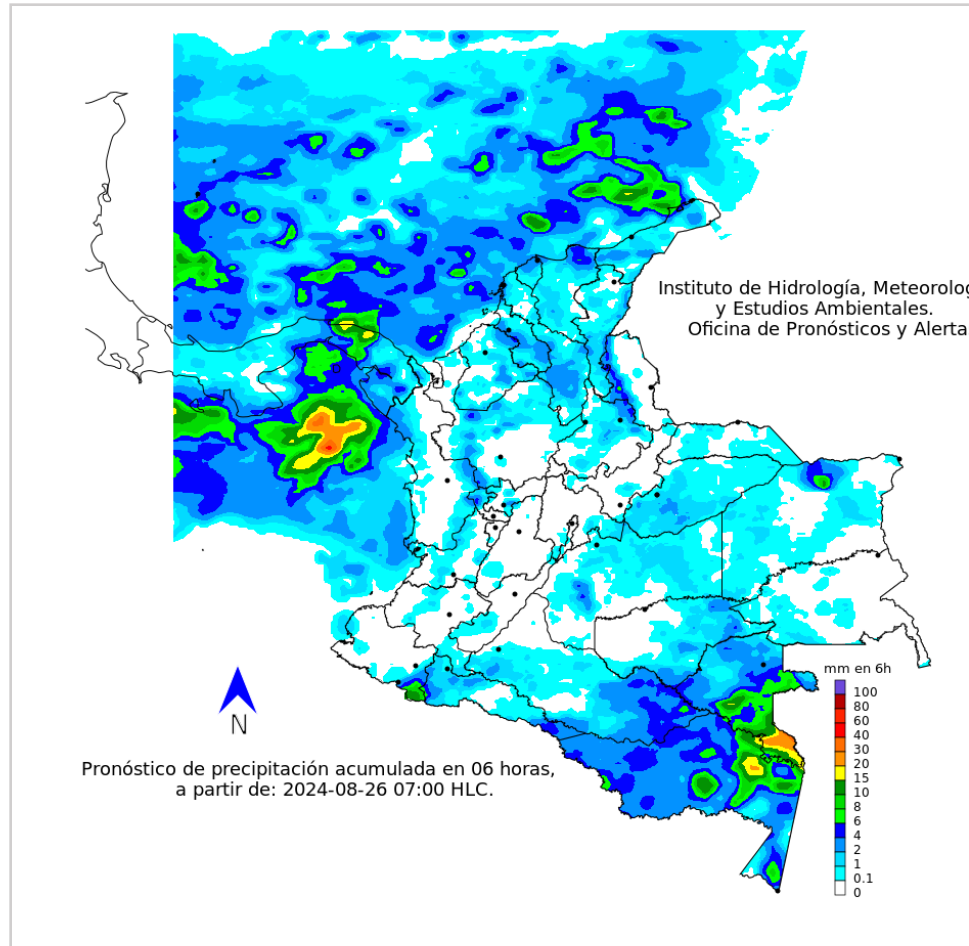 Instituto de Hidrología, Meteorolog
y Estudios Ambientales.
Oficina de Pronósticos y Alerta
mm en 6h
100
80
60
40
30
20
15
10
8
6
4
2
1
0.1
0
N
Pronóstico de precipitación acumulada en 06 horas,
a partir de: 2024-08-26 07:00 HLC.